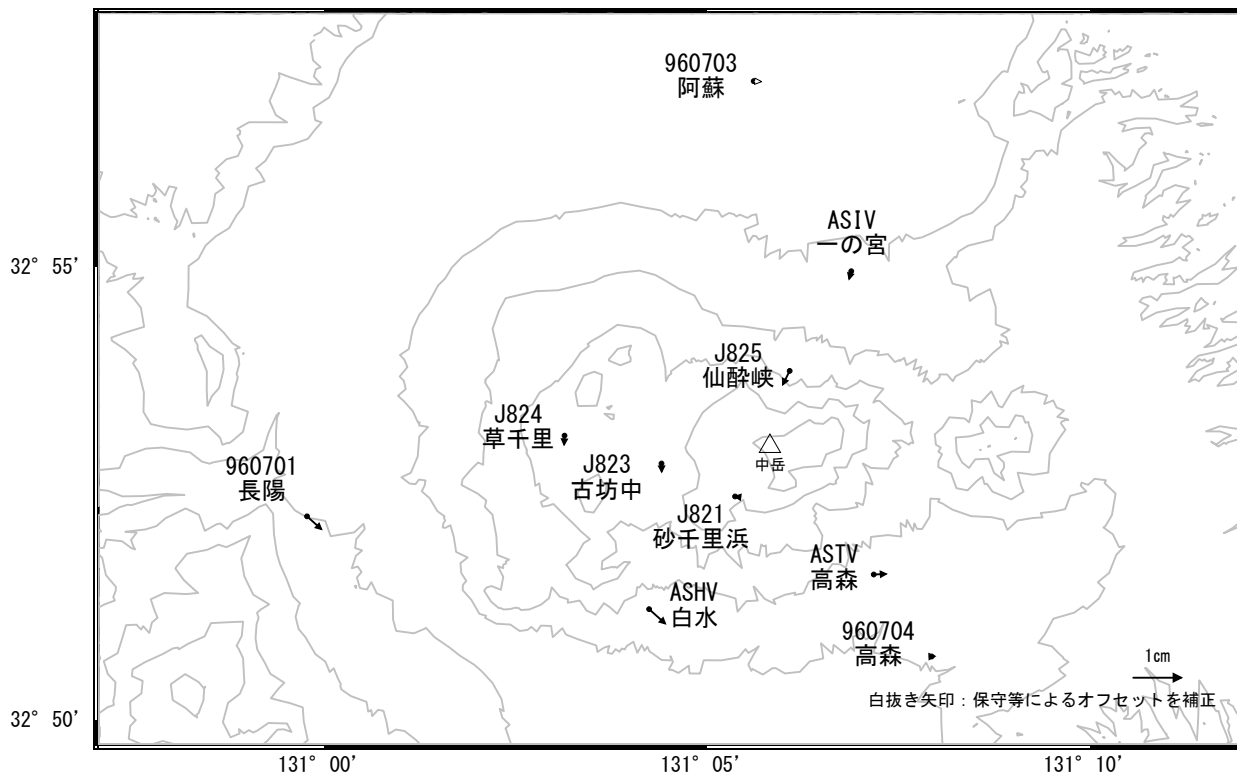 960703
阿蘇
ASIV
一の宮
32° 55'
J825
仙酔峡
J824
草千里
中岳
J823
古坊中
960701
長陽
J821
砂千里浜
ASTV
高森
ASHV
白水
960704
高森
1cm
白抜き矢印:保守等によるオフセットを補正
32° 50'
131° 00'
131° 05'
131° 10'